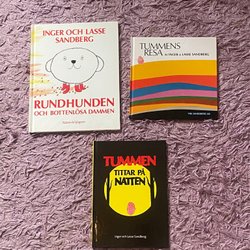 INGER OCH LASSE
SANDBERG
RUNDHUNDEN
OCH BOTTENLÖSA DAMMEN
TUMMENS
RESA
AV INGER & LASSE SANDBERG
TUMMEN
TITTAR PÅ
NATTEN
Inger och Lasse Sandberg